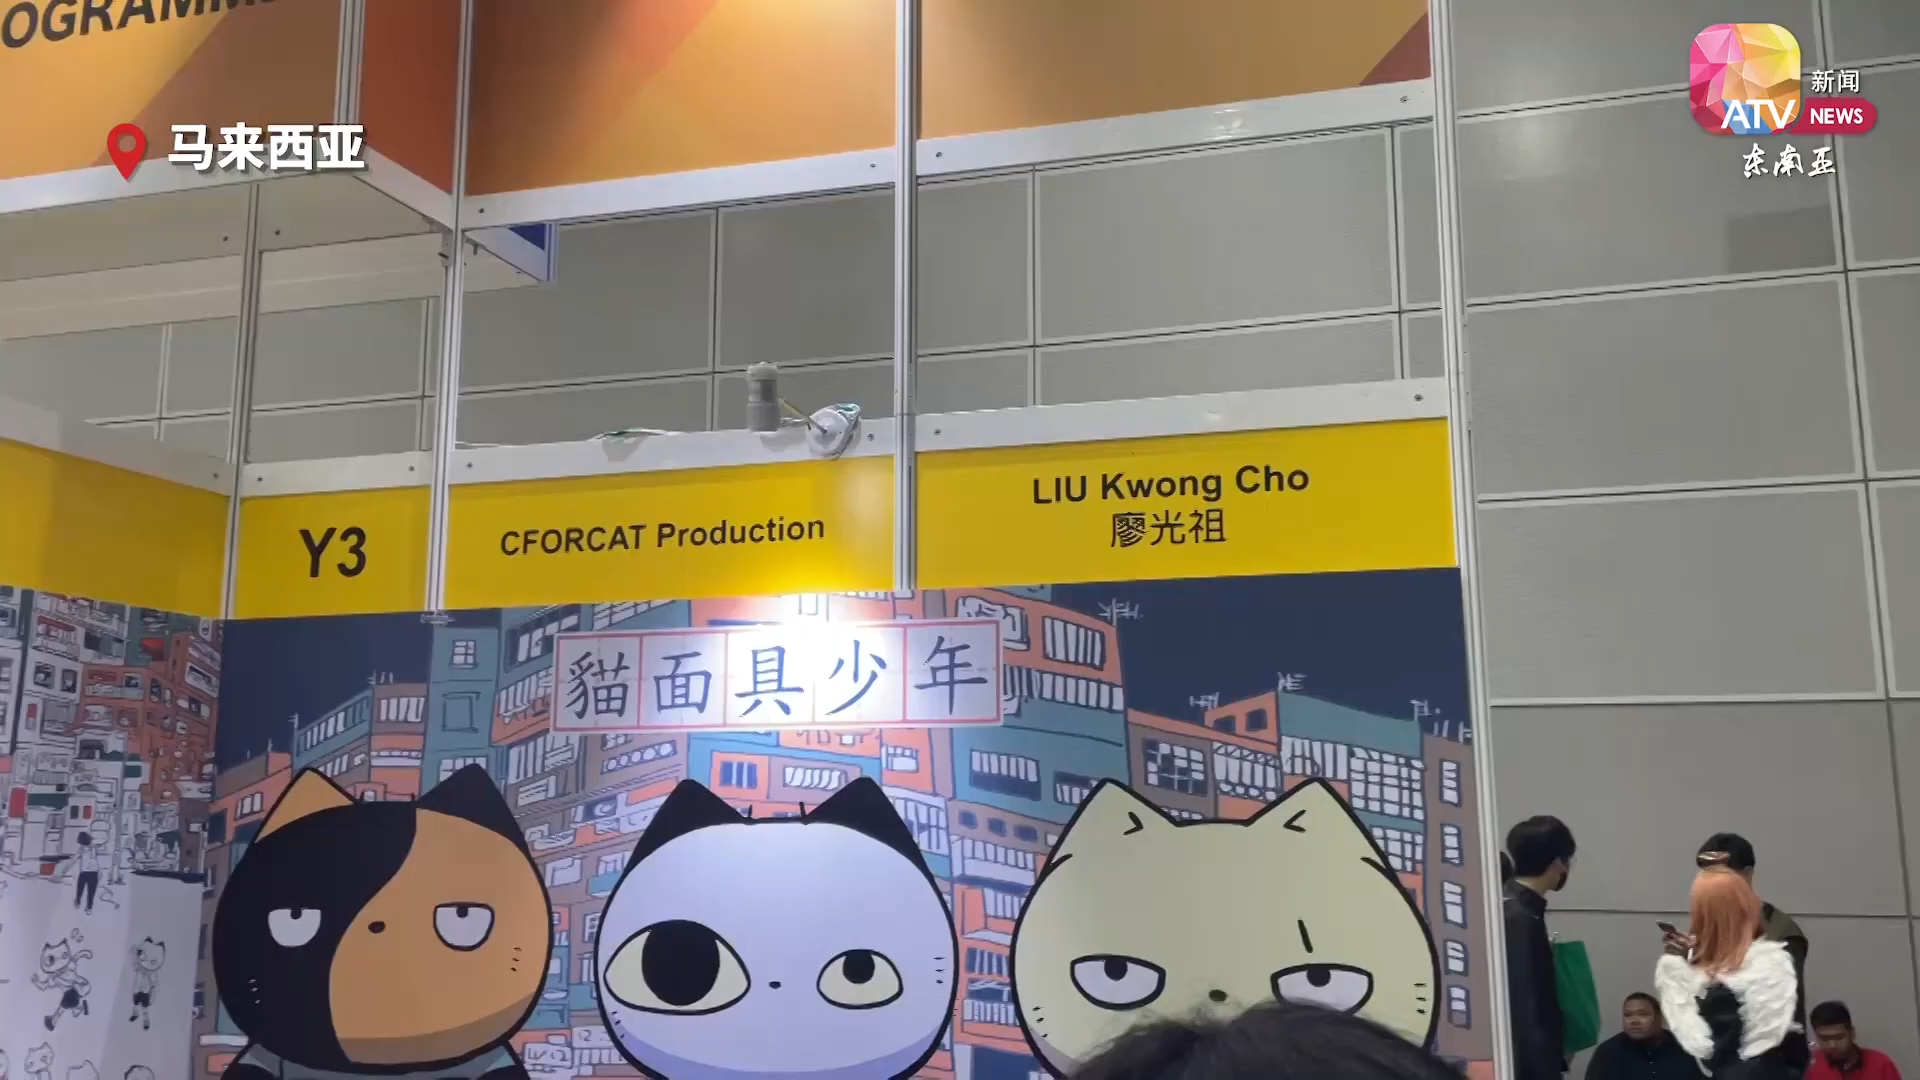 OGRAMM
马来西亚
新闻
ATV NEWS
东南亚
Y3
CFORCAT Production
LIU Kwong Cho
廖光祖
貓面具少年